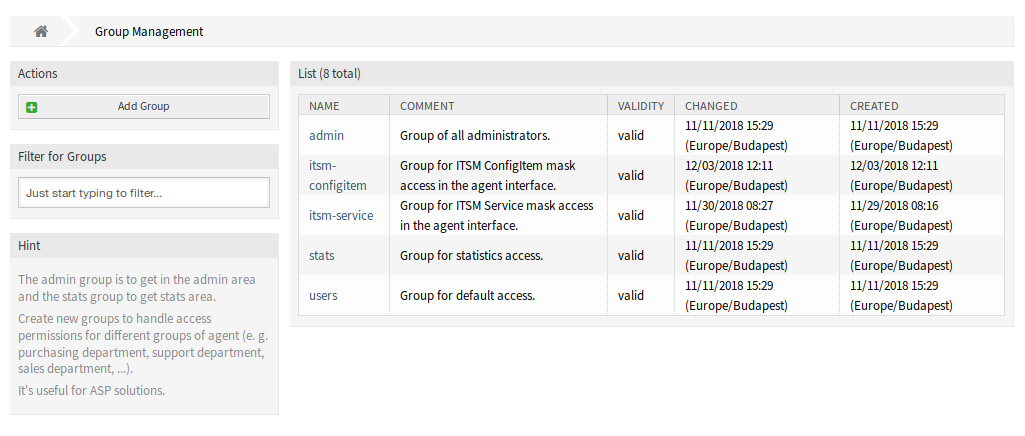 Group Management
Actions
Add Group
Filter for Groups
Just start typing to filter...
Hint
The admin group is to get in the admin area
and the stats group to get stats area.
Create new groups to handle access
permissions for different groups of agent (e. g.
purchasing department, support department,
sales department, ...).
It's useful for ASP solutions.
List (8 total)
NAME COMMENT VALIDITY CHANGED CREATED
admin Group of all administrators. valid 11/11/2018 15:29 11/11/2018 15:29
(Europe/Budapest) (Europe/Budapest)
itsm- Group for ITSM ConfigItem mask 12/03/2018 12:11 12/03/2018 12:11
configitem access in the agent interface. valid (Europe/Budapest) (Europe/Budapest)
itsm-service Group for ITSM Service mask access valid 11/30/2018 08:27 11/29/2018 08:16
in the agent interface. (Europe/Budapest) (Europe/Budapest)
stats Group for statistics access. valid 11/11/2018 15:29 11/11/2018 15:29
(Europe/Budapest) (Europe/Budapest)
users Group for default access. valid 11/11/2018 15:29 11/11/2018 15:29
(Europe/Budapest) (Europe/Budapest)